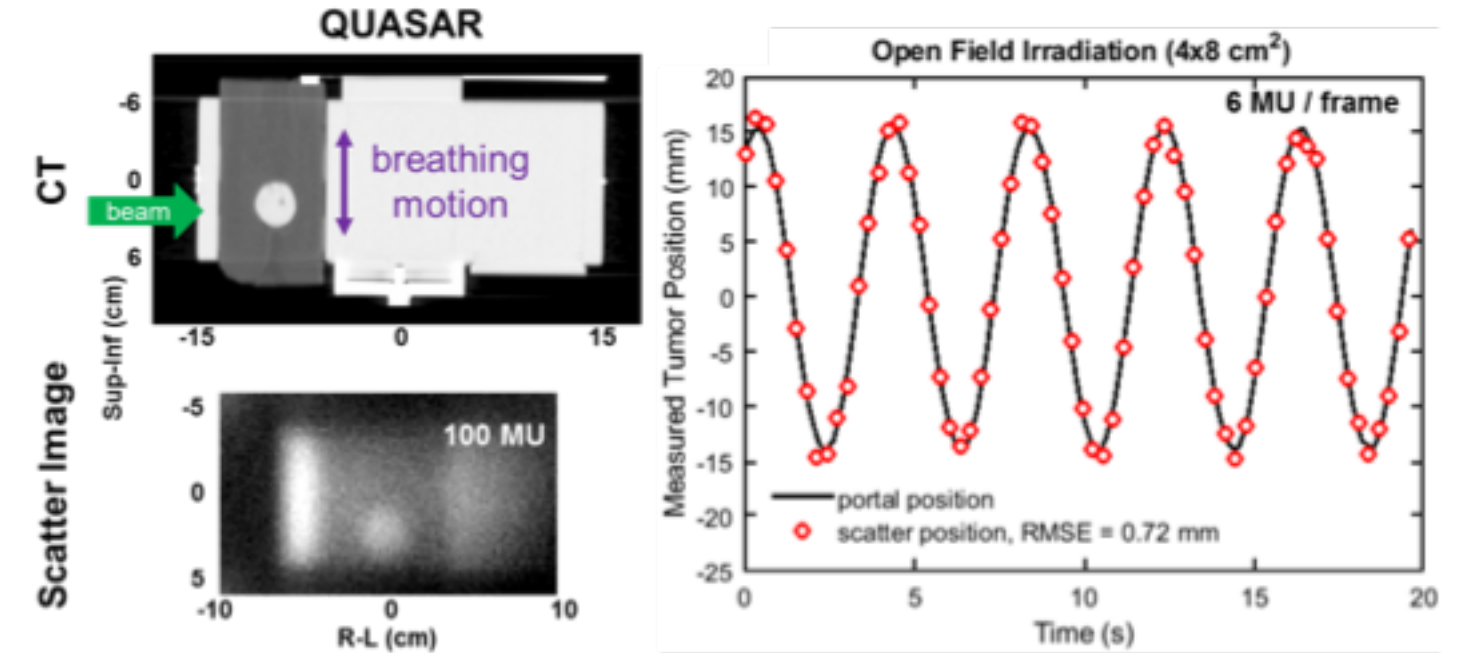 QUASAR
CT
-6
0
6
beam
breathing
motion
-15
0
15
Sup-Inf (cm)
Scatter Image
-5
0
5
100 MU
-10
0
10
R-L (cm)
Open Field Irradiation (4x8 cm²)
6 MU / frame
Measured Tumor Position (mm)
20
15
10
5
0
-5
-10
-15
-20
-25
portal position
scatter position, RMSE = 0.72 mm
0
5
10
15
20
Time (s)